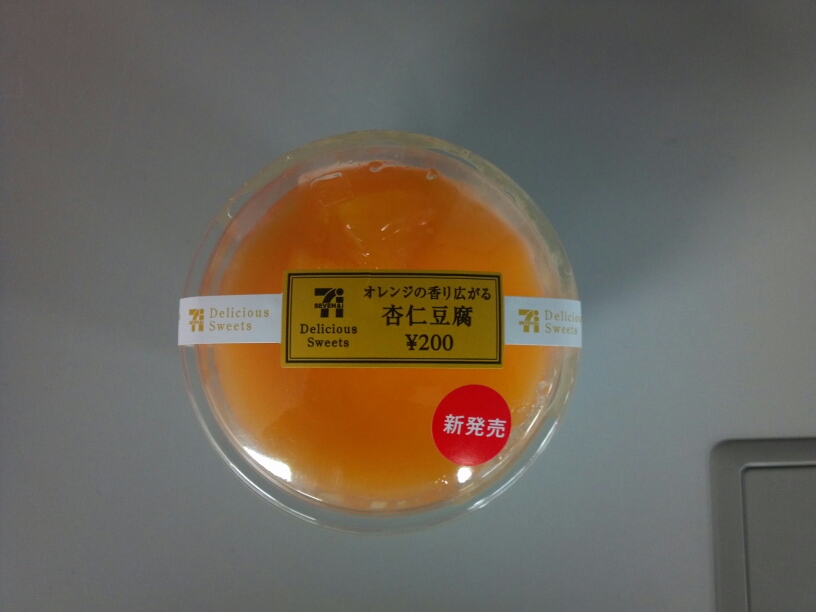 オレンジの香り広がる
杏仁豆腐
¥200
SEVEN&i
Delicious
Sweets
Delicious
Sweets
Delicious
Sweets
新発売